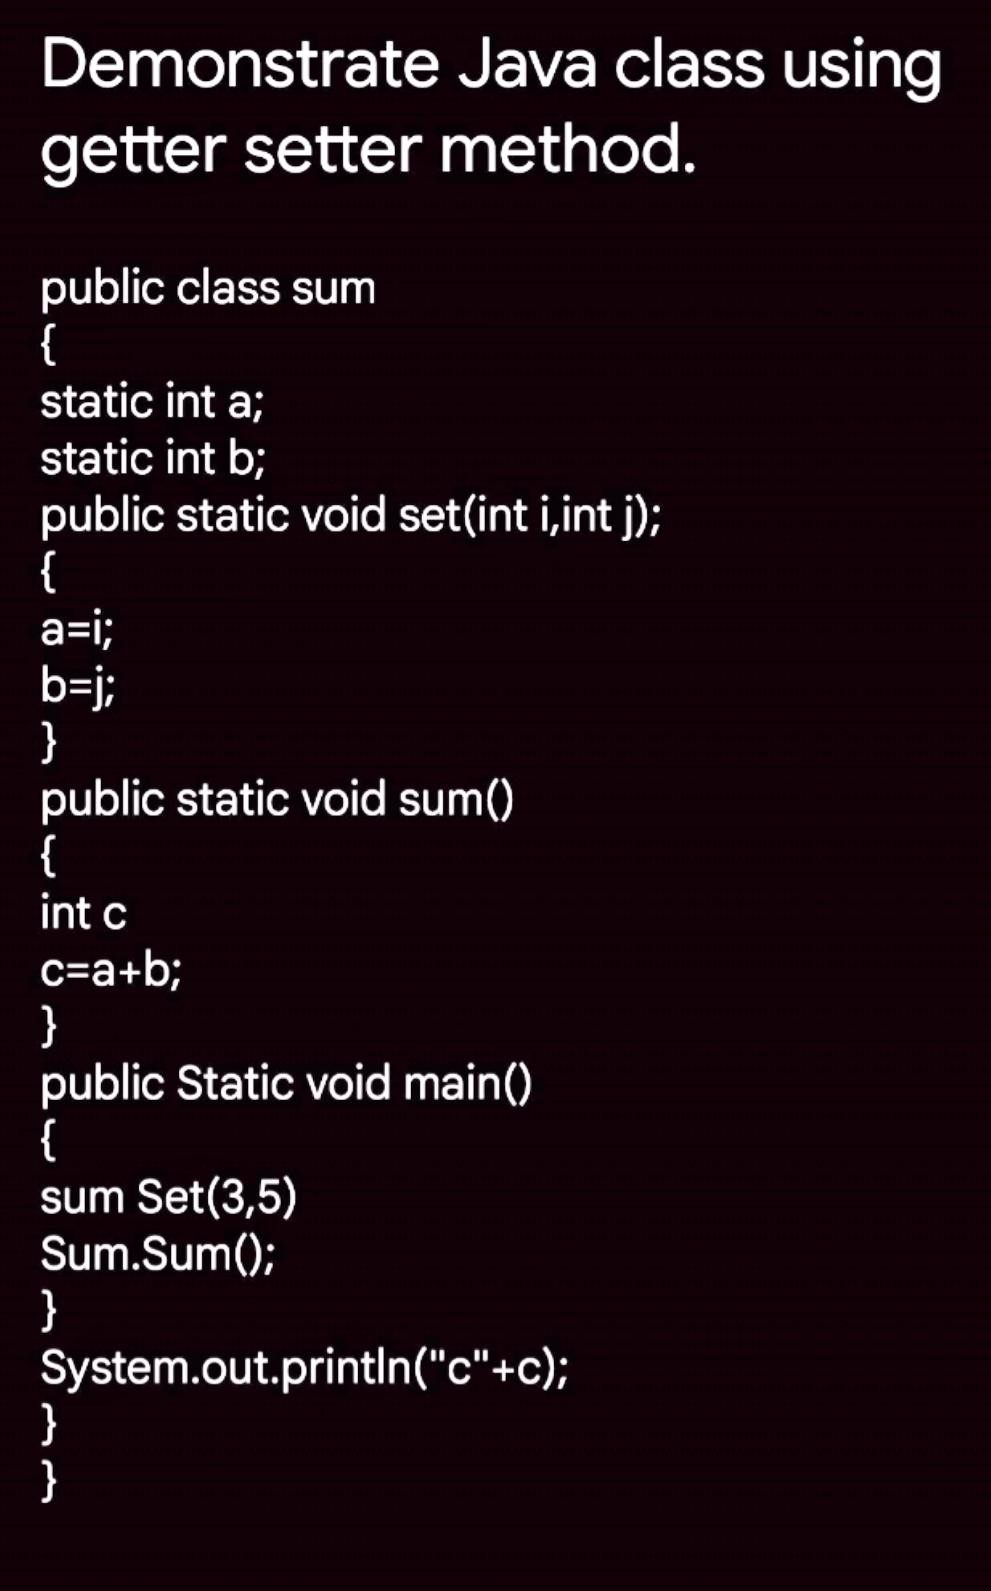 Demonstrate Java class using
getter setter method.
public class sum
{
static int a;
static int b;
public static void set(int i,int j);
{
a=i;
b=j;
}
public static void sum()
{
int c
c=a+b;
}
public Static void main()
{
sum Set(3,5)
Sum.Sum();
}
System.out.println("c"+c);
}
}